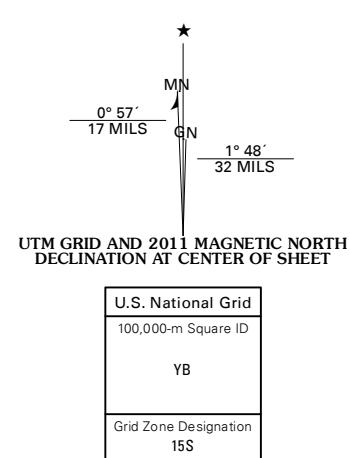 MN
0° 57´
17 MILS
GN
1° 48´
32 MILS
UTM GRID AND 2011 MAGNETIC NORTH
DECLINATION AT CENTER OF SHEET
U.S. National Grid
100,000-m Square ID
YB
Grid Zone Designation
15S